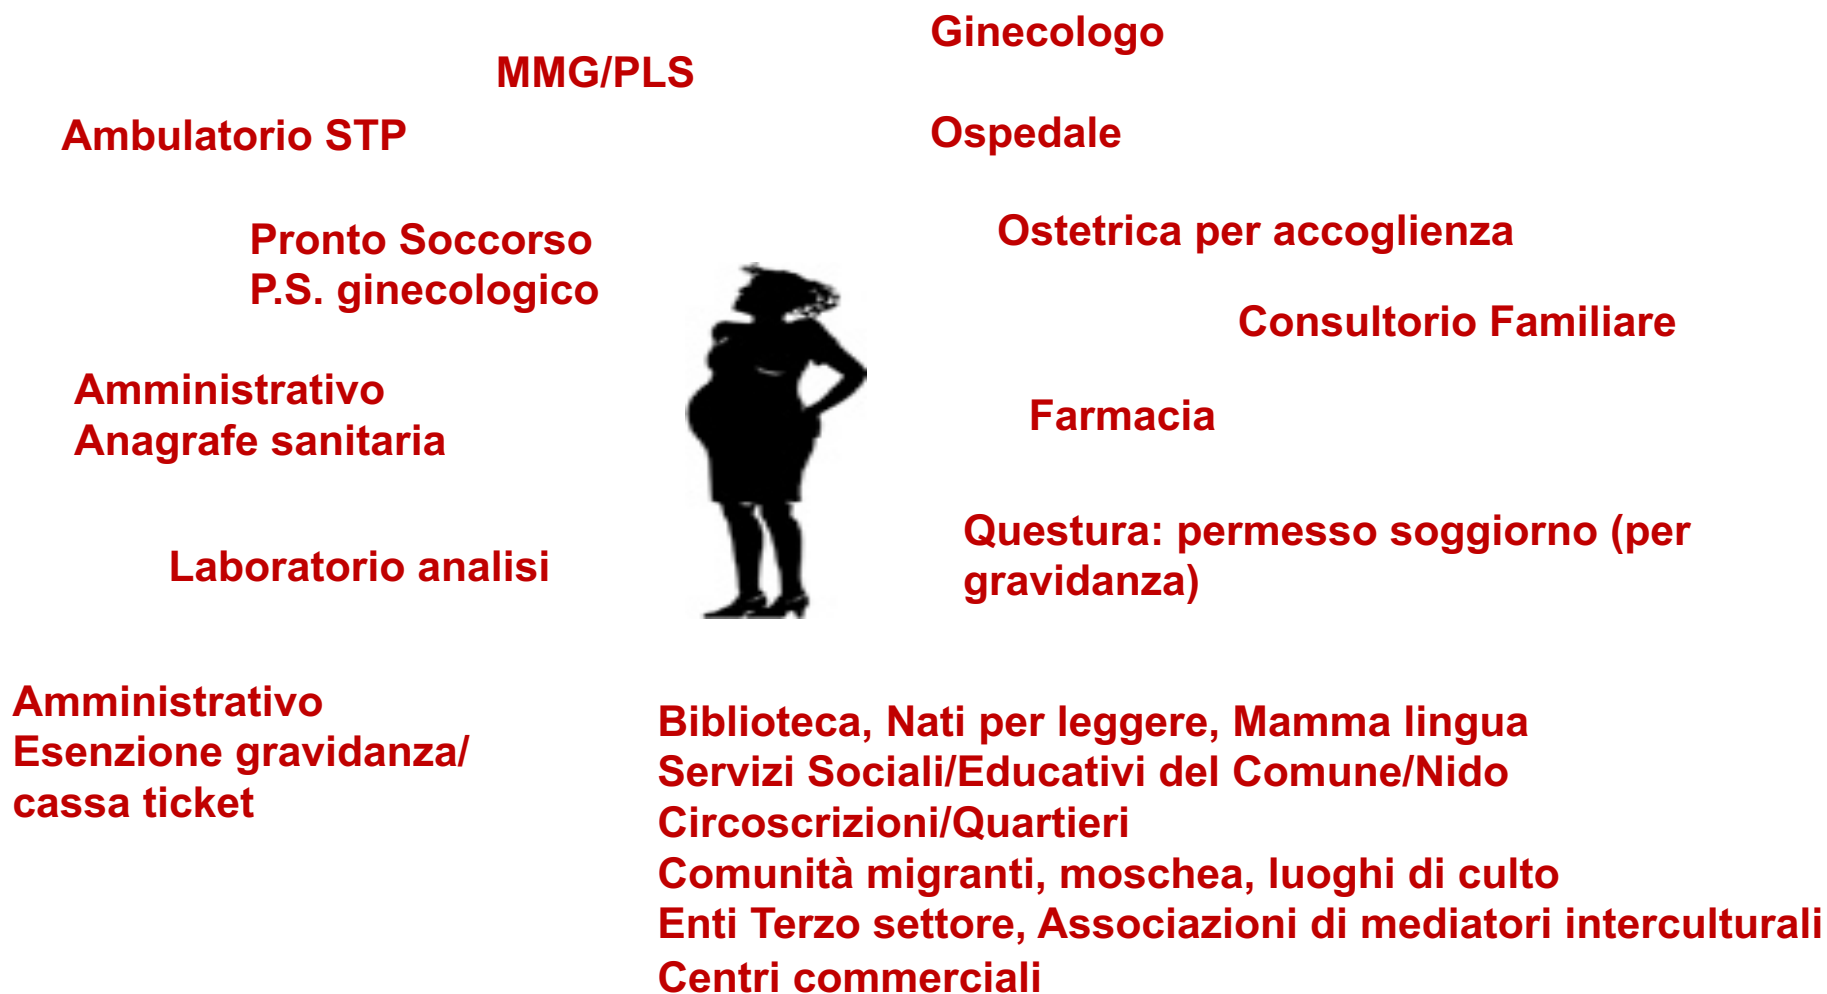 Ginecologo
MMG/PLS
Ambulatorio STP
Ospedale
Pronto Soccorso
P.S. ginecologico
Ostetrica per accoglienza
Consultorio Familiare
Amministrativo
Anagrafe sanitaria
Farmacia
Laboratorio analisi
Questura: permesso soggiorno (per
gravidanza)
Amministrativo
Esenzione gravidanza/
cassa ticket
Biblioteca, Nati per leggere, Mamma lingua
Servizi Sociali/Educativi del Comune/Nido
Circoscrizioni/Quartieri
Comunità migranti, moschea, luoghi di culto
Enti Terzo settore, Associazioni di mediatori interculturali
Centri commerciali